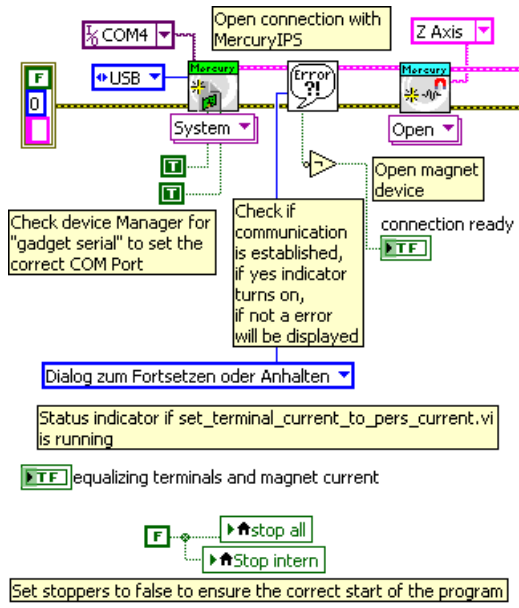 Open connection with
MercuryIPS
COM4
Z Axis
USB
Mercury
Error
?!
Mercury
F
0
System
Open
T
T
Open magnet
device
Check device Manager for
"gadget serial" to set the
correct COM Port
Check if
communication
is established,
if yes indicator
turns on,
if not a error
will be displayed
connection ready
TF
Dialog zum Fortsetzen oder Anhalten
Status indicator if set_terminal_current_to_pers_current.vi
is running
TF equalizing terminals and magnet current
F
stop all
Stop intern
Set stoppers to false to ensure the correct start of the program